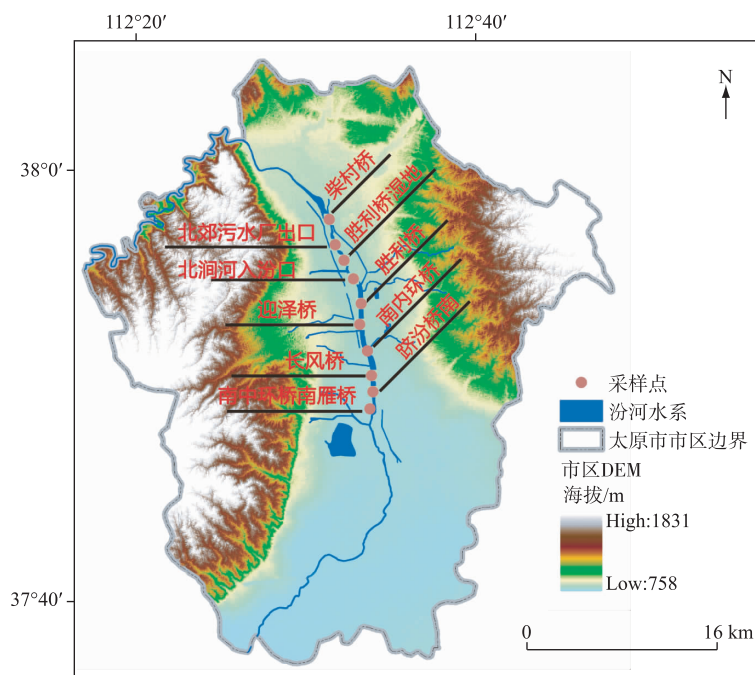 112°20′
112°40′
N
38°0′
柴村桥
胜利桥湿地
北郊污水厂出口
胜利桥
北涧河入汾口
南内环桥
迎泽桥
跻汾桥南
长风桥
南中环桥南雁桥
采样点
汾河水系
太原市市区边界
市区DEM
海拔/m
High:1831
Low:758
37°40′
0
16 km